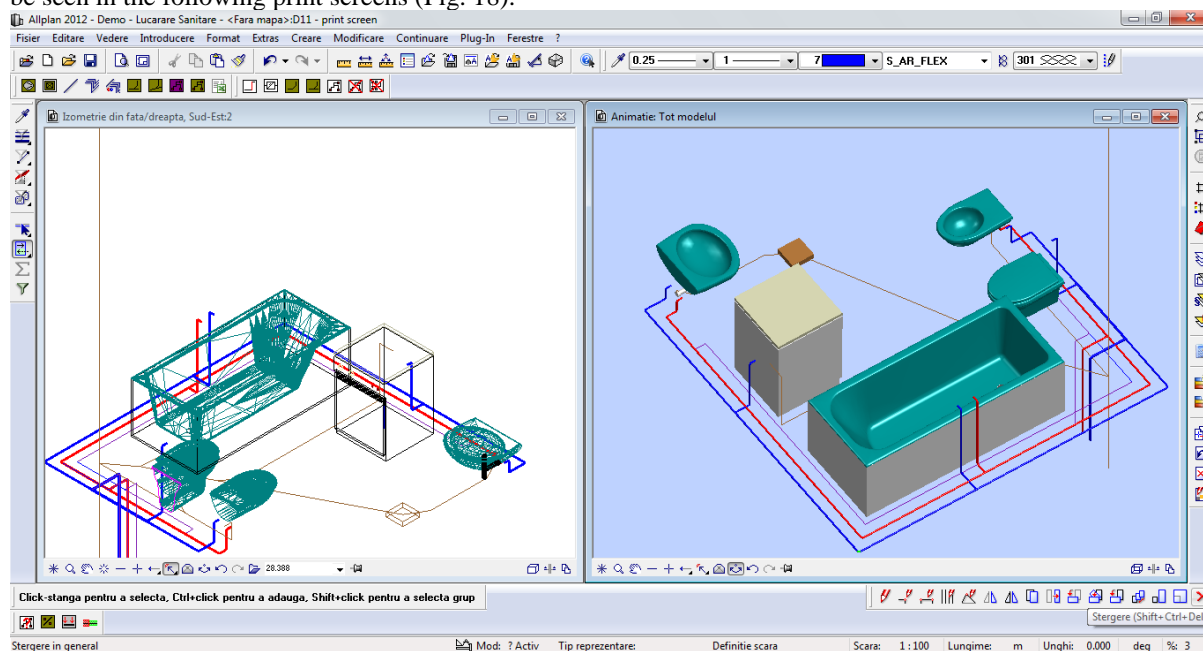 be seen in the following print screens (Fig. 18).
Allplan 2012 - Demo - Lucarare Sanitare - <Fara mapa>:D11 - print screen
Fisier Editare Vedere Introducere Format Extras Creare Modificare Continuare Plug-In Ferestre ?
0.25 1 7 S_AR_FLEX 301
Izometrie din fata/dreapta, Sud-Est:2
Animatie: Tot modelul
28.388
Click-stanga pentru a selecta, Ctrl+click pentru a adauga, Shift+click pentru a selecta grup
Stergere (Shift+Ctrl+Del
Stergere in general Mod: ? Activ Tip reprezentare: Definitie scara Scara: 1:100 Lungime: m Unghi: 0.000 deg %: 3